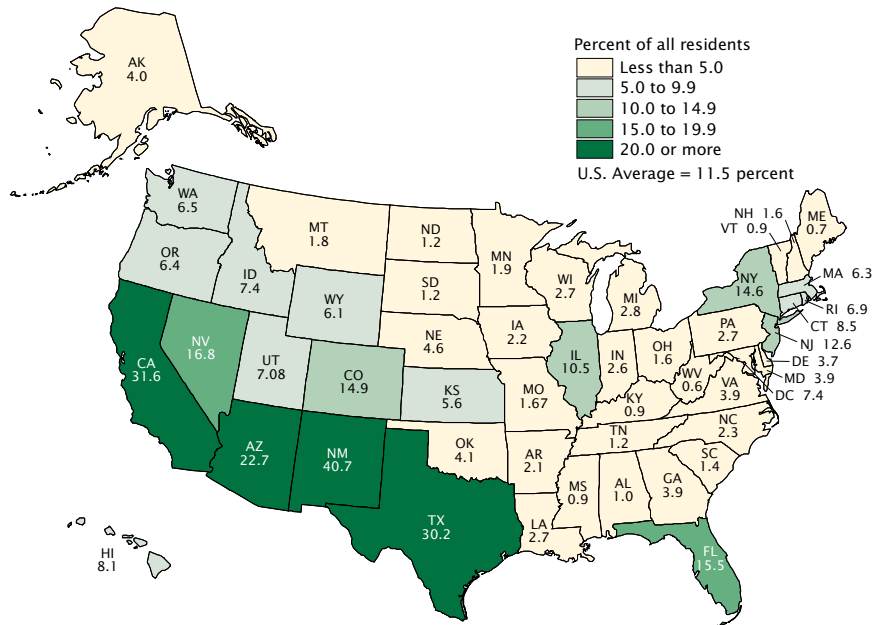 AK
4.0
Percent of all residents
Less than 5.0
5.0 to 9.9
10.0 to 14.9
15.0 to 19.9
20.0 or more
U.S. Average = 11.5 percent
WA
6.5
OR
6.4
ID
7.4
MT
1.8
ND
1.2
MN
1.9
SD
1.2
WY
6.1
WI
2.7
MI
2.8
NH 1.6
VT 0.9
ME
0.7
NY
14.6
MA 6.3
RI 6.9
CT 8.5
NJ 12.6
DE 3.7
MD 3.9
DC 7.4
PA
2.7
CA
31.6
NV
16.8
UT
7.08
CO
14.9
NE
4.6
KS
5.6
IA
2.2
MO
1.67
IL
10.5
IN
2.6
OH
1.6
WV
0.6
VA
3.9
KY
0.9
NC
2.3
TN
1.2
SC
1.4
AZ
22.7
NM
40.7
OK
4.1
AR
2.1
TX
30.2
LA
2.7
MS
0.9
AL
1.0
GA
3.9
FL
15.5
HI
8.1